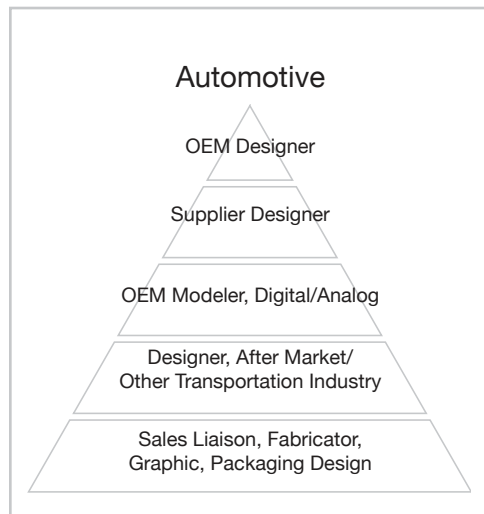 Automotive
OEM Designer
Supplier Designer
OEM Modeler, Digital/Analog
Designer, After Market/
Other Transportation Industry
Sales Liaison, Fabricator,
Graphic, Packaging Design